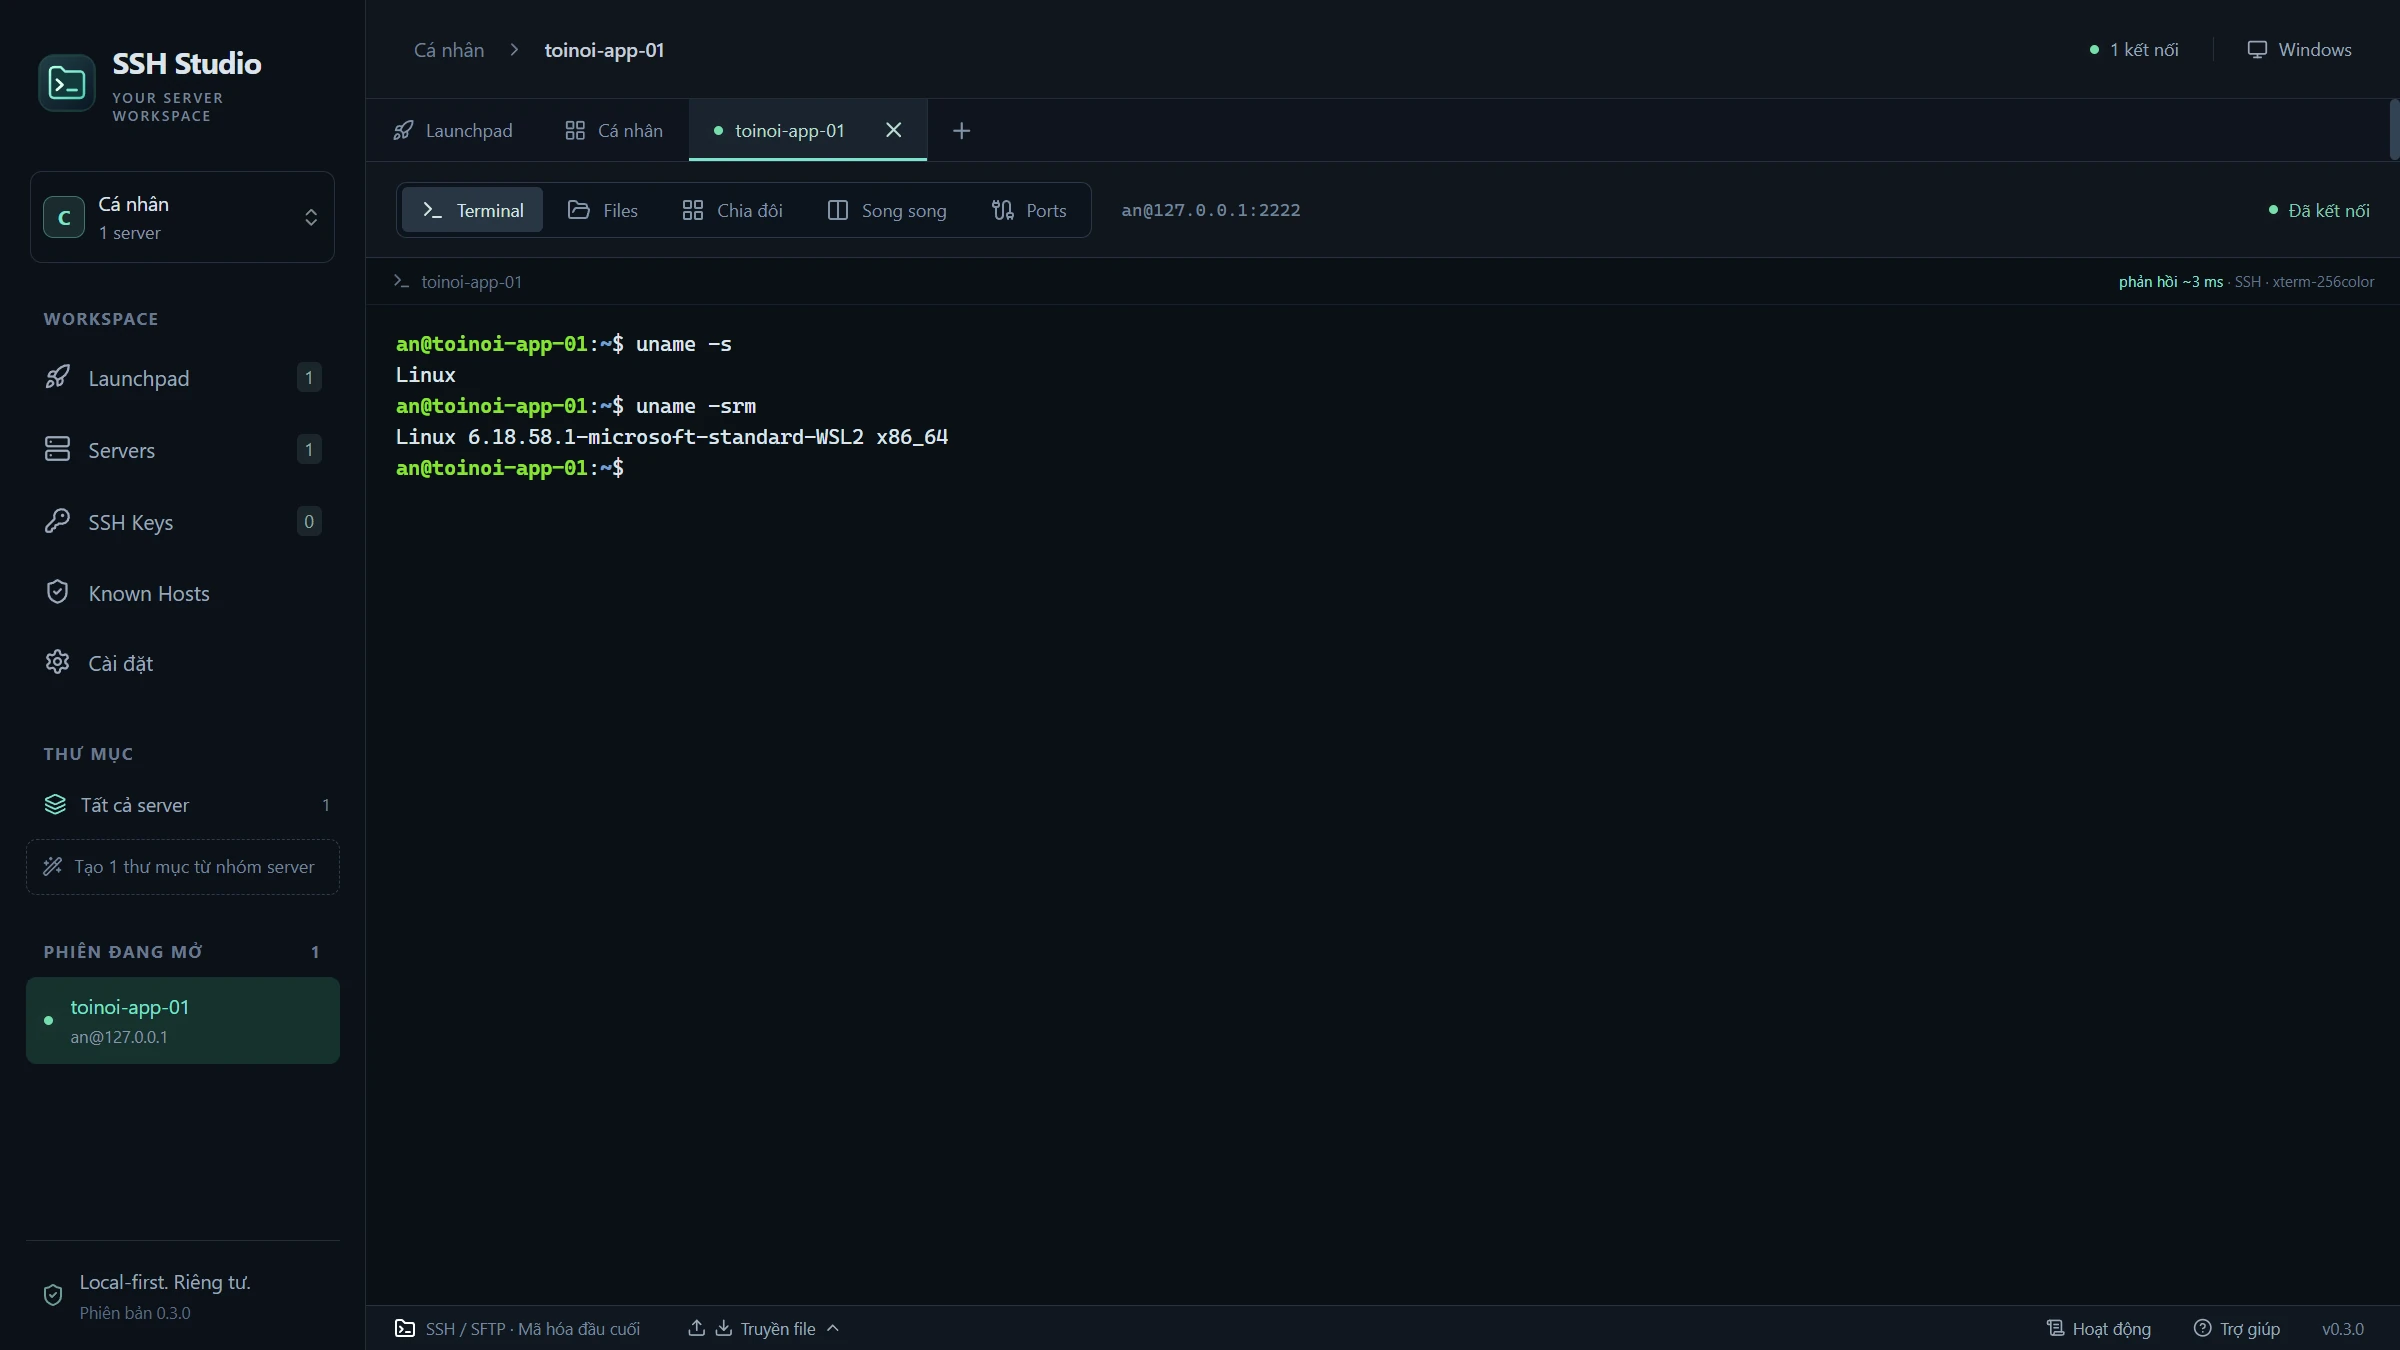 SSH Studio
YOUR SERVER
WORKSPACE
C
Cá nhân
1 server
WORKSPACE
Launchpad 1
Servers 1
SSH Keys 0
Known Hosts
Cài đặt
THƯ MỤC
Tất cả server 1
Tạo 1 thư mục từ nhóm server
PHIÊN ĐANG MỞ 1
toinoi-app-01
an@127.0.0.1
Local-first. Riêng tư.
Phiên bản 0.3.0
Cá nhân > toinoi-app-01
1 kết nối
Windows
Launchpad
Cá nhân
toinoi-app-01
Terminal
Files
Chia đôi
Song song
Ports
an@127.0.0.1:2222
Đã kết nối
toinoi-app-01
phản hồi ~3 ms · SSH · xterm-256color
an@toinoi-app-01:~$ uname -s
Linux
an@toinoi-app-01:~$ uname -srm
Linux 6.18.58.1-microsoft-standard-WSL2 x86_64
an@toinoi-app-01:~$
SSH / SFTP · Mã hóa đầu cuối
Truyền file
Hoạt động
Trợ giúp
v0.3.0